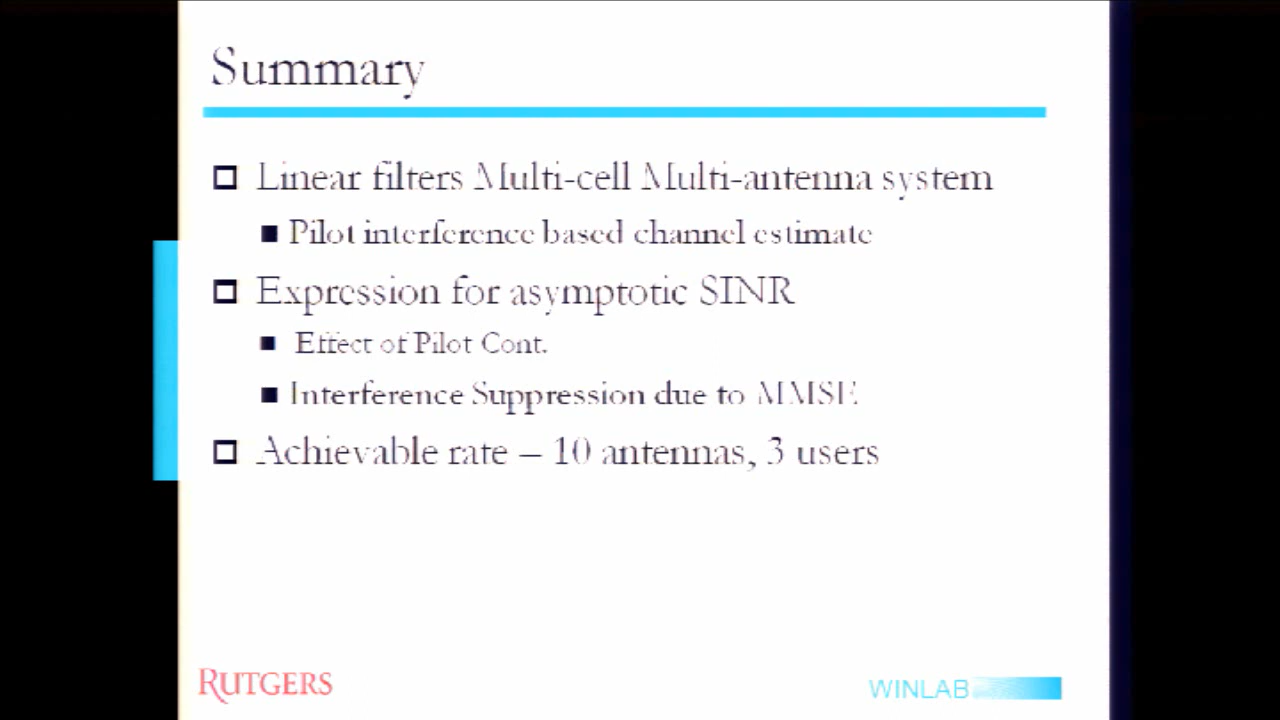 Summary
Linear filters Multi-cell Multi-antenna system
Pilot interference based channel estimate
Expression for asymptotic SINR
Effect of Pilot Cont.
Interference Suppression due to MMSE
Achievable rate – 10 antennas, 3 users
RUTGERS
WINLAB